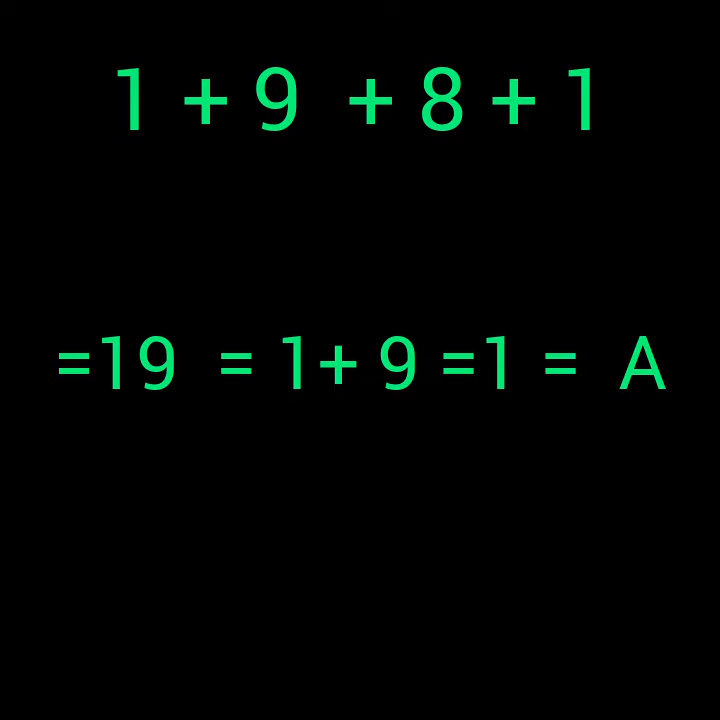 1 + 9 + 8 + 1
=19 = 1+ 9 =1 = A